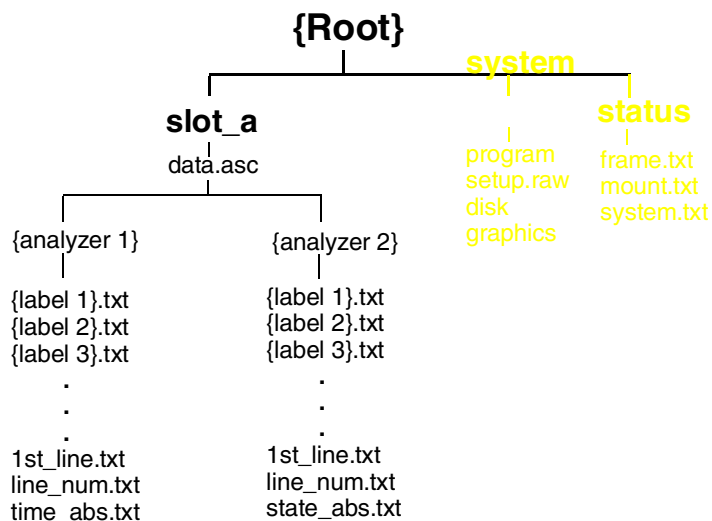 {Root}
system
slot_a
status
data.asc
program
setup.raw
disk
graphics
frame.txt
mount.txt
system.txt
{analyzer 1}
{label 1}.txt
{label 2}.txt
{label 3}.txt
.
.
.
1st_line.txt
line_num.txt
time_abs.txt
{analyzer 2}
{label 1}.txt
{label 2}.txt
{label 3}.txt
.
.
.
1st_line.txt
line_num.txt
state_abs.txt